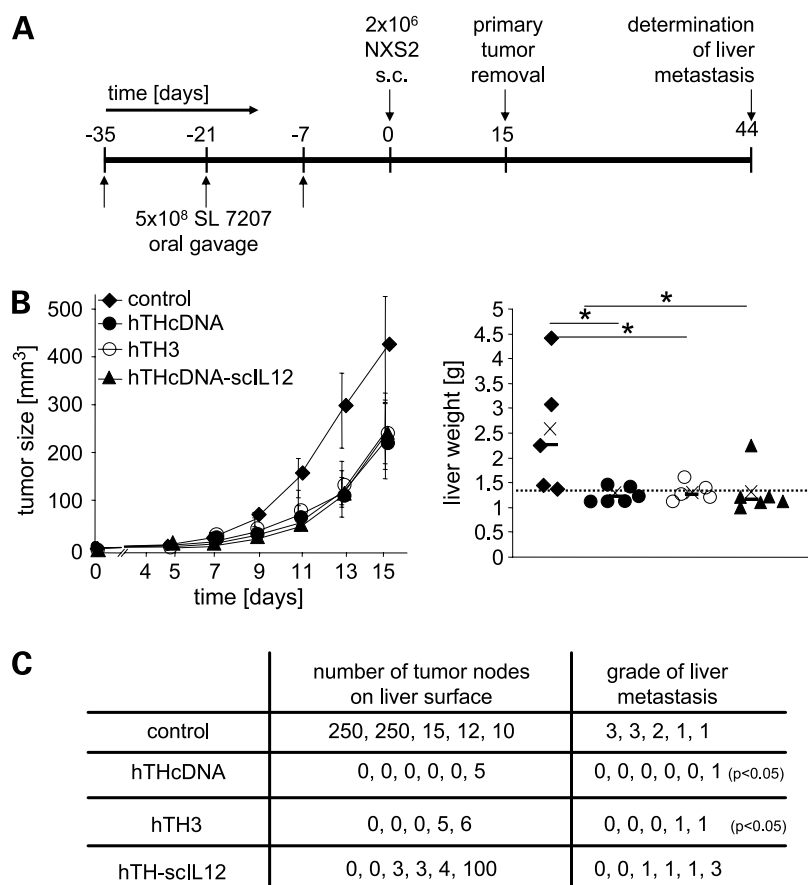 A
2x10⁶
NXS2
s.c.
primary
tumor
removal
determination
of liver
metastasis
time [days]
-35 -21 -7 0 15 44
5x10⁸ SL 7207
oral gavage
B
control
hTHcDNA
hTH3
hTHcDNA-scIL12
tumor size [mm³]
500
400
300
200
100
0
0 4 5 7 9 11 13 15
time [days]
liver weight [g]
5
4.5
4
3.5
3
2.5
2
1.5
1
0.5
0
* * *
C
number of tumor nodes
on liver surface
grade of liver
metastasis
control 250, 250, 15, 12, 10 3, 3, 2, 1, 1
hTHcDNA 0, 0, 0, 0, 0, 5 0, 0, 0, 0, 0, 1 (p<0.05)
hTH3 0, 0, 0, 5, 6 0, 0, 0, 1, 1 (p<0.05)
hTH-scIL12 0, 0, 3, 3, 4, 100 0, 0, 1, 1, 1, 3